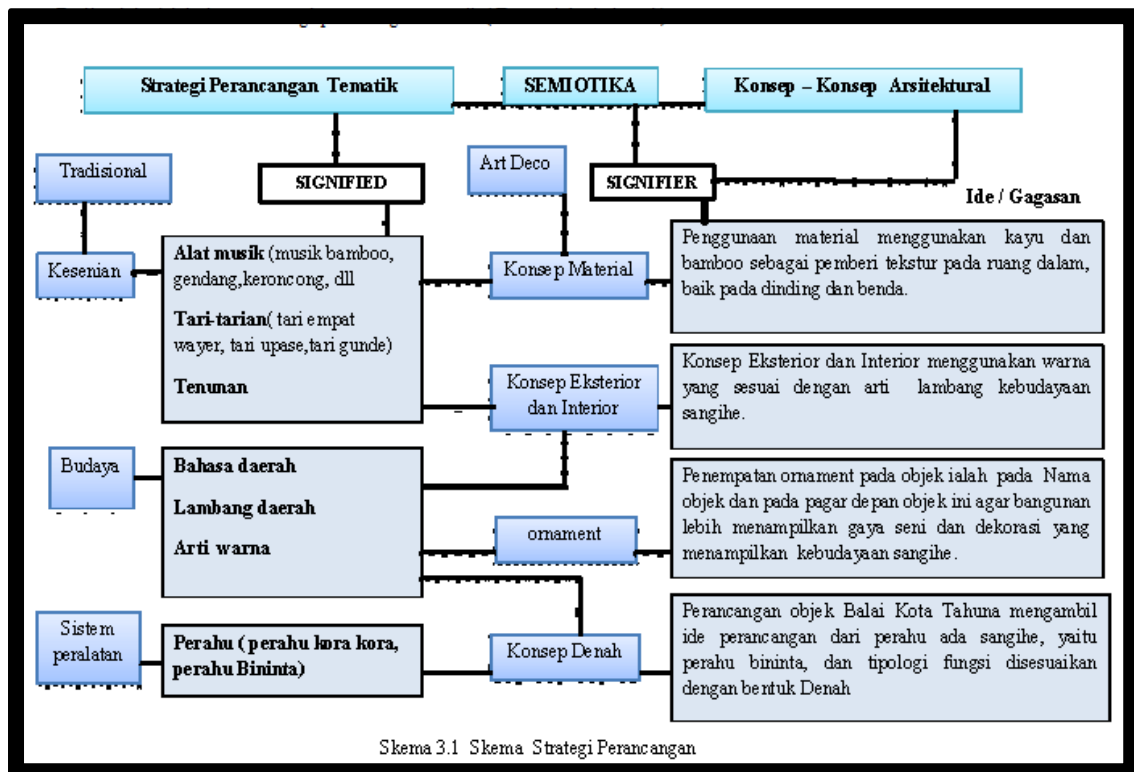 Strategi Perancangan Tematik
SEMIOTIKA
Konsep – Konsep Arsitektural
Tradisional
SIGNIFIED
Art Deco
SIGNIFIER
Ide / Gagasan
Kesenian
Alat musik (musik bamboo,
gendang,keroncong, dll
Tari-tarian( tari empat
wayer, tari upase,tari gunde)
Tenunan
Konsep Material
Penggunaan material menggunakan kayu dan
bamboo sebagai pemberi tekstur pada ruang dalam,
baik pada dinding dan benda.
Konsep Eksterior
dan Interior
Konsep Eksterior dan Interior menggunakan warna
yang sesuai dengan arti lambang kebudayaan
sangihe.
Budaya
Bahasa daerah
Lambang daerah
Arti warna
ornament
Penempatan ornament pada objek ialah pada Nama
objek dan pada pagar depan objek ini agar bangunan
lebih menampilkan gaya seni dan dekorasi yang
menampilkan kebudayaan sangihe.
Sistem
peralatan
Perahu ( perahu kora kora,
perahu Bininta)
Konsep Denah
Perancangan objek Balai Kota Tahuna mengambil
ide perancangan dari perahu ada sangihe, yaitu
perahu bininta, dan tipologi fungsi disesuaikan
dengan bentuk Denah
Skema 3.1 Skema Strategi Perancangan